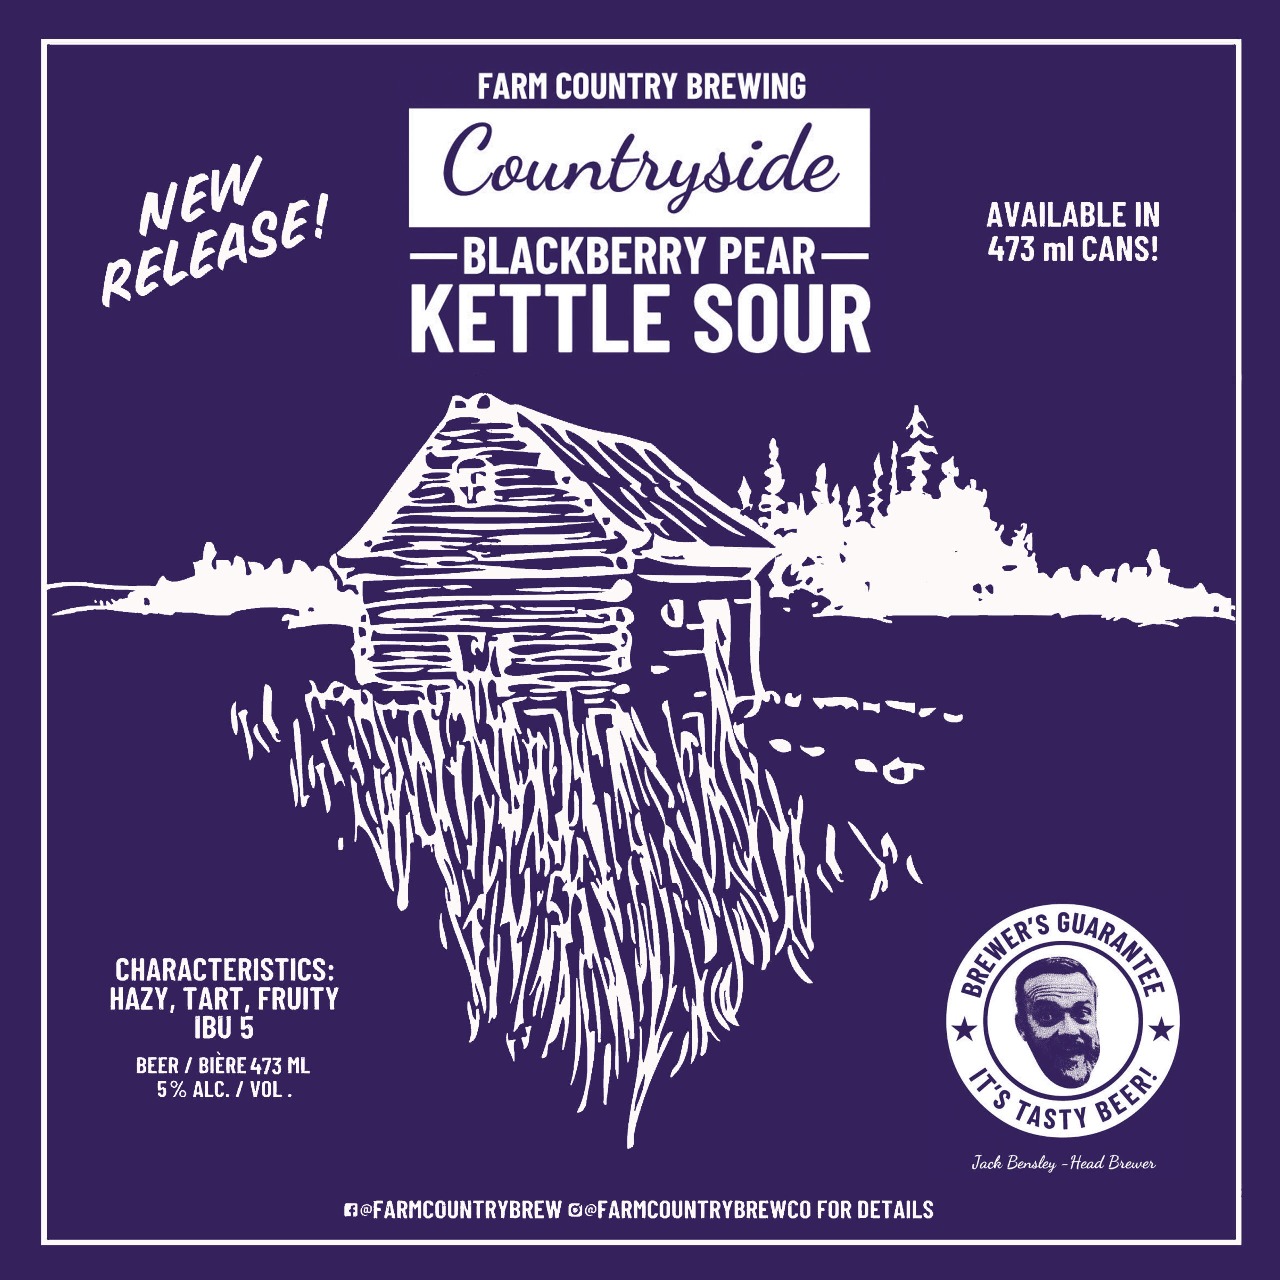 FARM COUNTRY BREWING
Countryside
BLACKBERRY PEAR
KETTLE SOUR
NEW
RELEASE!
AVAILABLE IN
473 ml CANS!
CHARACTERISTICS:
HAZY, TART, FRUITY
IBU 5
BEER / BIÈRE 473 ML
5% ALC. / VOL .
BREWER'S GUARANTEE
IT'S TASTY BEER!
Jack Bensley - Head Brewer
@FARMCOUNTRYBREW @FARMCOUNTRYBREWCO FOR DETAILS